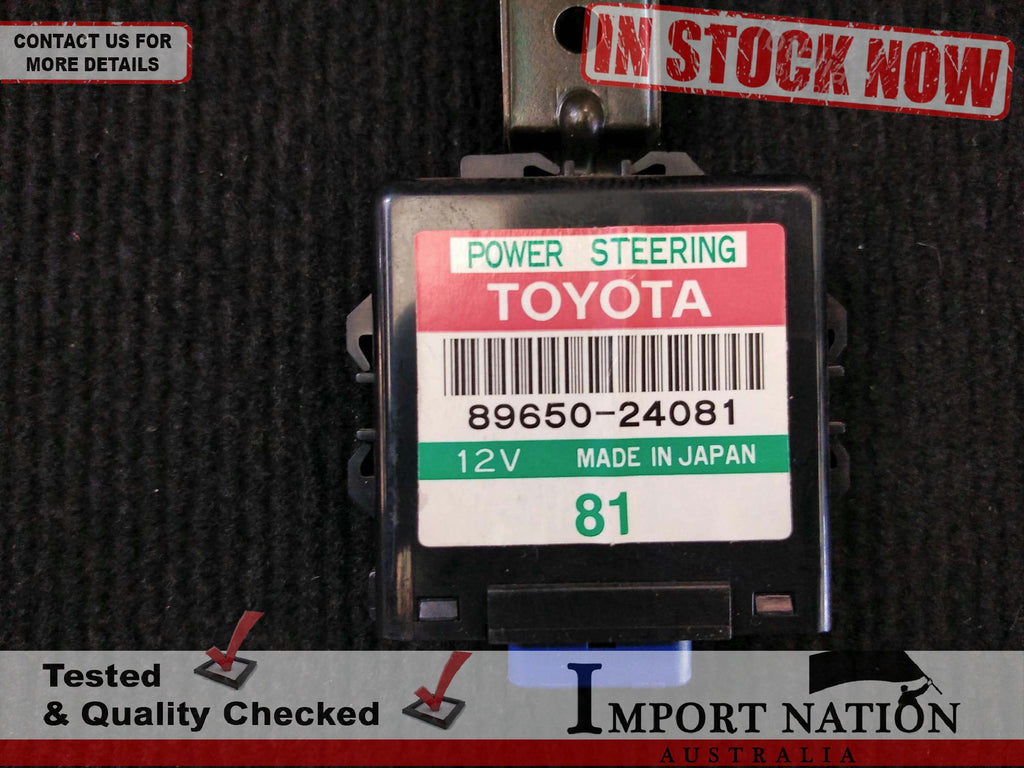 CONTACT US FOR
MORE DETAILS
IN STOCK NOW
POWER STEERING
TOYOTA
89650-24081
12V MADE IN JAPAN
81
Tested
& Quality Checked
IMPORT NATION
AUSTRALIA